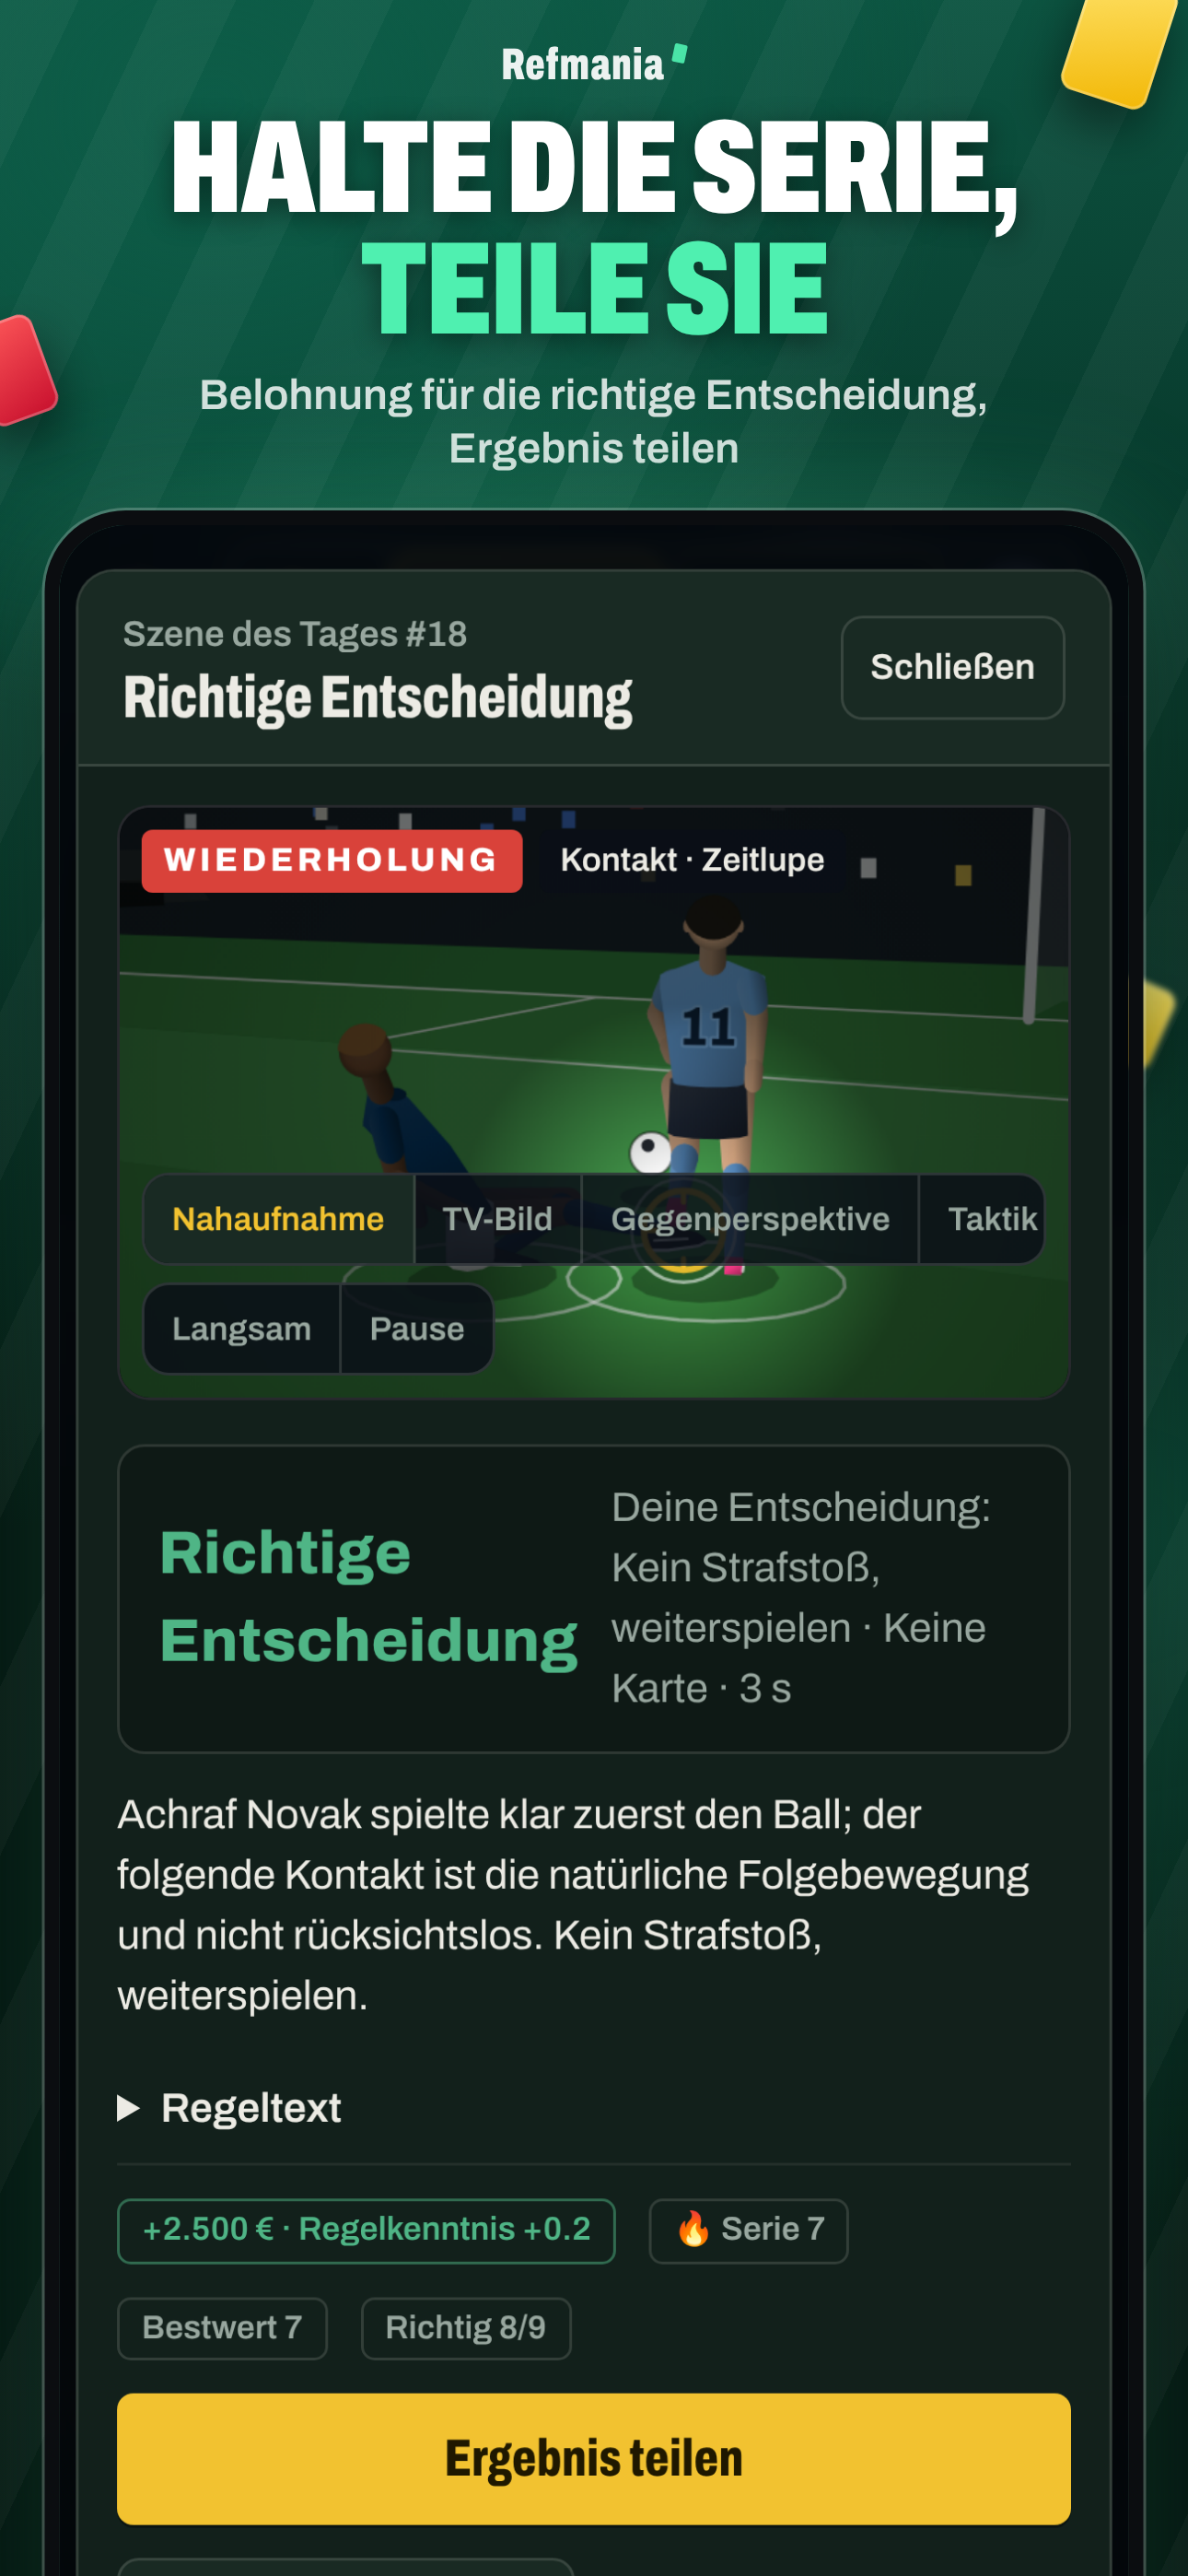 Refmania
HALTE DIE SERIE,
TEILE SIE
Belohnung für die richtige Entscheidung,
Ergebnis teilen
Szene des Tages #18
Richtige Entscheidung
Schließen
WIEDERHOLUNG
Kontakt · Zeitlupe
11
Nahaufnahme
TV-Bild
Gegenperspektive
Taktik
Langsam
Pause
Richtige
Entscheidung
Deine Entscheidung:
Kein Strafstoß,
weiterspielen · Keine
Karte · 3 s
Achraf Novak spielte klar zuerst den Ball; der
folgende Kontakt ist die natürliche Folgebewegung
und nicht rücksichtslos. Kein Strafstoß,
weiterspielen.
Regeltext
+2.500 € · Regelkenntnis +0.2
🔥 Serie 7
Bestwert 7
Richtig 8/9
Ergebnis teilen